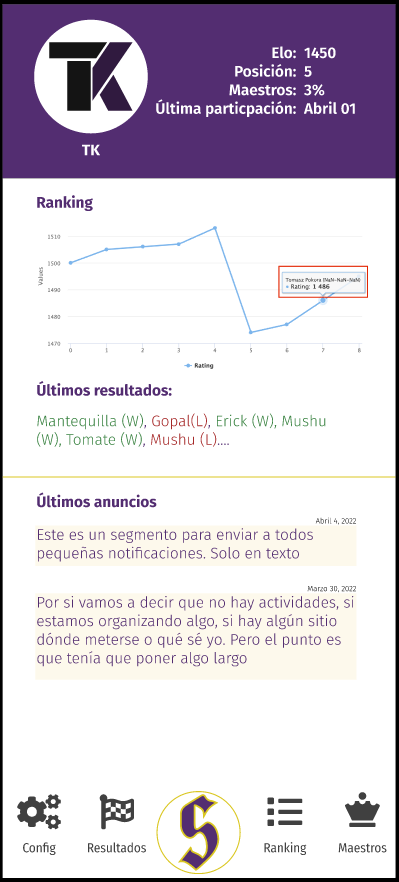 TK
Elo: 1450
Posición: 5
Maestros: 3%
Última particpación: Abril 01
TK
Ranking
Values
1510
1500
1490
1480
1470
0 1 2 3 4 5 6 7 8
Tomasz Pokora (NaN-NaN-NaN)
Rating: 1 486
Rating
Últimos resultados:
Mantequilla (W), Gopal(L), Erick (W), Mushu
(W), Tomate (W), Mushu (L)....
Últimos anuncios
Abril 4, 2022
Este es un segmento para enviar a todos
pequeñas notificaciones. Solo en texto
Marzo 30, 2022
Por si vamos a decir que no hay actividades, si
estamos organizando algo, si hay algún sitio
dónde meterse o qué sé yo. Pero el punto es
que tenía que poner algo largo
Config
Resultados
S
Ranking
Maestros